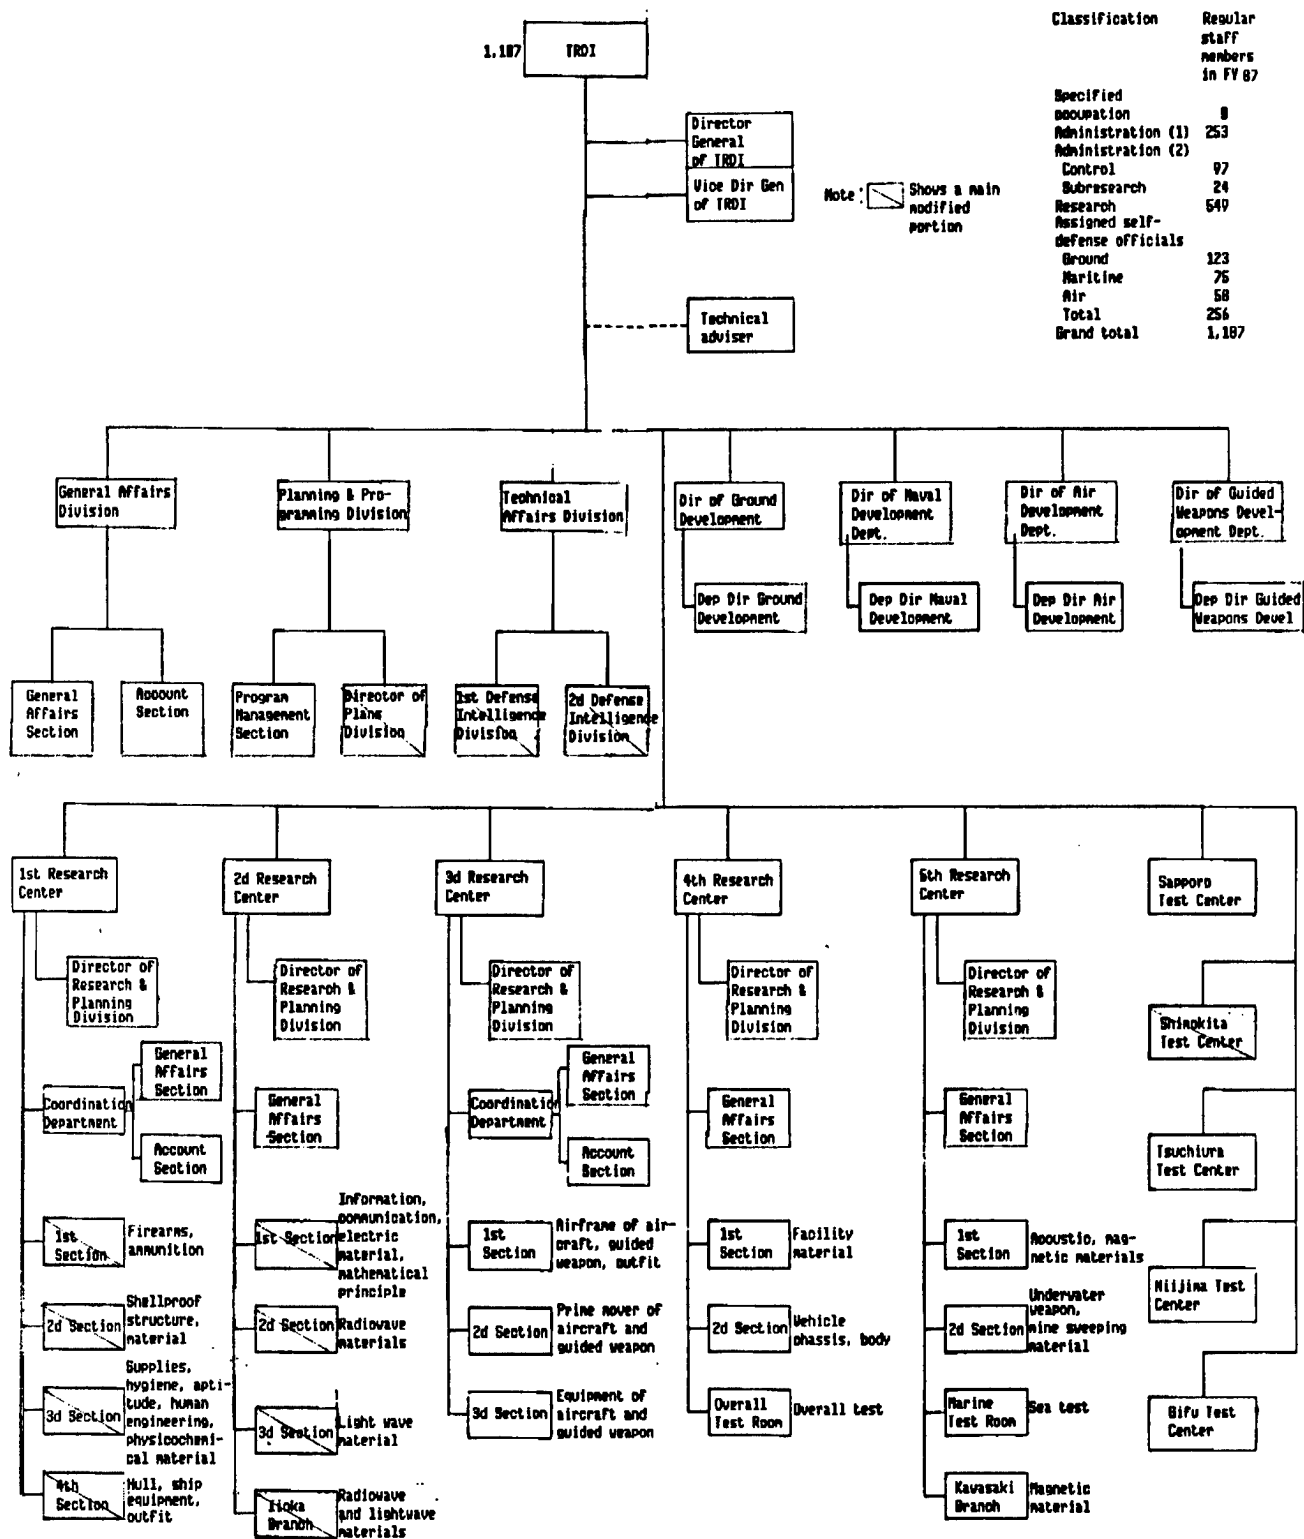 1,187
TRDI
Classification
Regular
staff
members
in FY 87
Specified
occupation 8
Administration (1) 253
Administration (2)
Control 97
Subresearch 24
Research 549
Assigned self-
defense officials
Ground 123
Maritime 75
Air 58
Total 256
Grand total 1,187
Director
General
of TRDI
Vice Dir Gen
of TRDI
Note :
Shows a main
modified
portion
Technical
adviser
General Affairs
Division
Planning & Pro-
gramming Division
Technical
Affairs Division
Dir of Ground
Development
Dir of Naval
Development
Dept.
Dir of Air
Development
Dept.
Dir of Guided
Weapons Devel-
opment Dept.
Dep Dir Ground
Development
Dep Dir Naval
Development
Dep Dir Air
Development
Dep Dir Guided
Weapons Devel
General
Affairs
Section
Account
Section
Program
Management
Section
Director of
Plans
Division
1st Defense
Intelligence
Division
2d Defense
Intelligence
Division
1st Research
Center
2d Research
Center
3d Research
Center
4th Research
Center
5th Research
Center
Sapporo
Test Center
Director of
Research &
Planning
Division
Director of
Research &
Planning
Division
Director of
Research &
Planning
Division
Director of
Research &
Planning
Division
Director of
Research &
Planning
Division
Shimokita
Test Center
Coordination
Department
General
Affairs
Section
Account
Section
General
Affairs
Section
Coordination
Department
General
Affairs
Section
Account
Section
General
Affairs
Section
General
Affairs
Section
Tsuchiura
Test Center
1st
Section
Firearms,
ammunition
1st Section
Information,
communication,
electric
material,
mathematical
principle
1st
Section
Airframe of air-
craft, guided
weapon, outfit
1st
Section
Facility
material
1st
Section
Acoustic, mag-
netic materials
Niijima Test
Center
2d Section
Shellproof
structure,
material
2d Section
Radiowave
materials
2d Section
Prime mover of
aircraft and
guided weapon
2d Section
Vehicle
chassis, body
2d Section
Underwater
weapon,
mine sweeping
material
3d Section
Supplies,
hygiene, apti-
tude, human
engineering,
physicochemi-
cal material
3d Section
Light wave
material
3d Section
Equipment of
aircraft and
guided weapon
Overall
Test Room
Overall test
Marine
Test Room
Sea test
Gifu Test
Center
4th
Section
Hull, ship
equipment,
outfit
Iioka
Branch
Radiowave
and lightwave
materials
Kawasaki
Branch
Magnetic
material